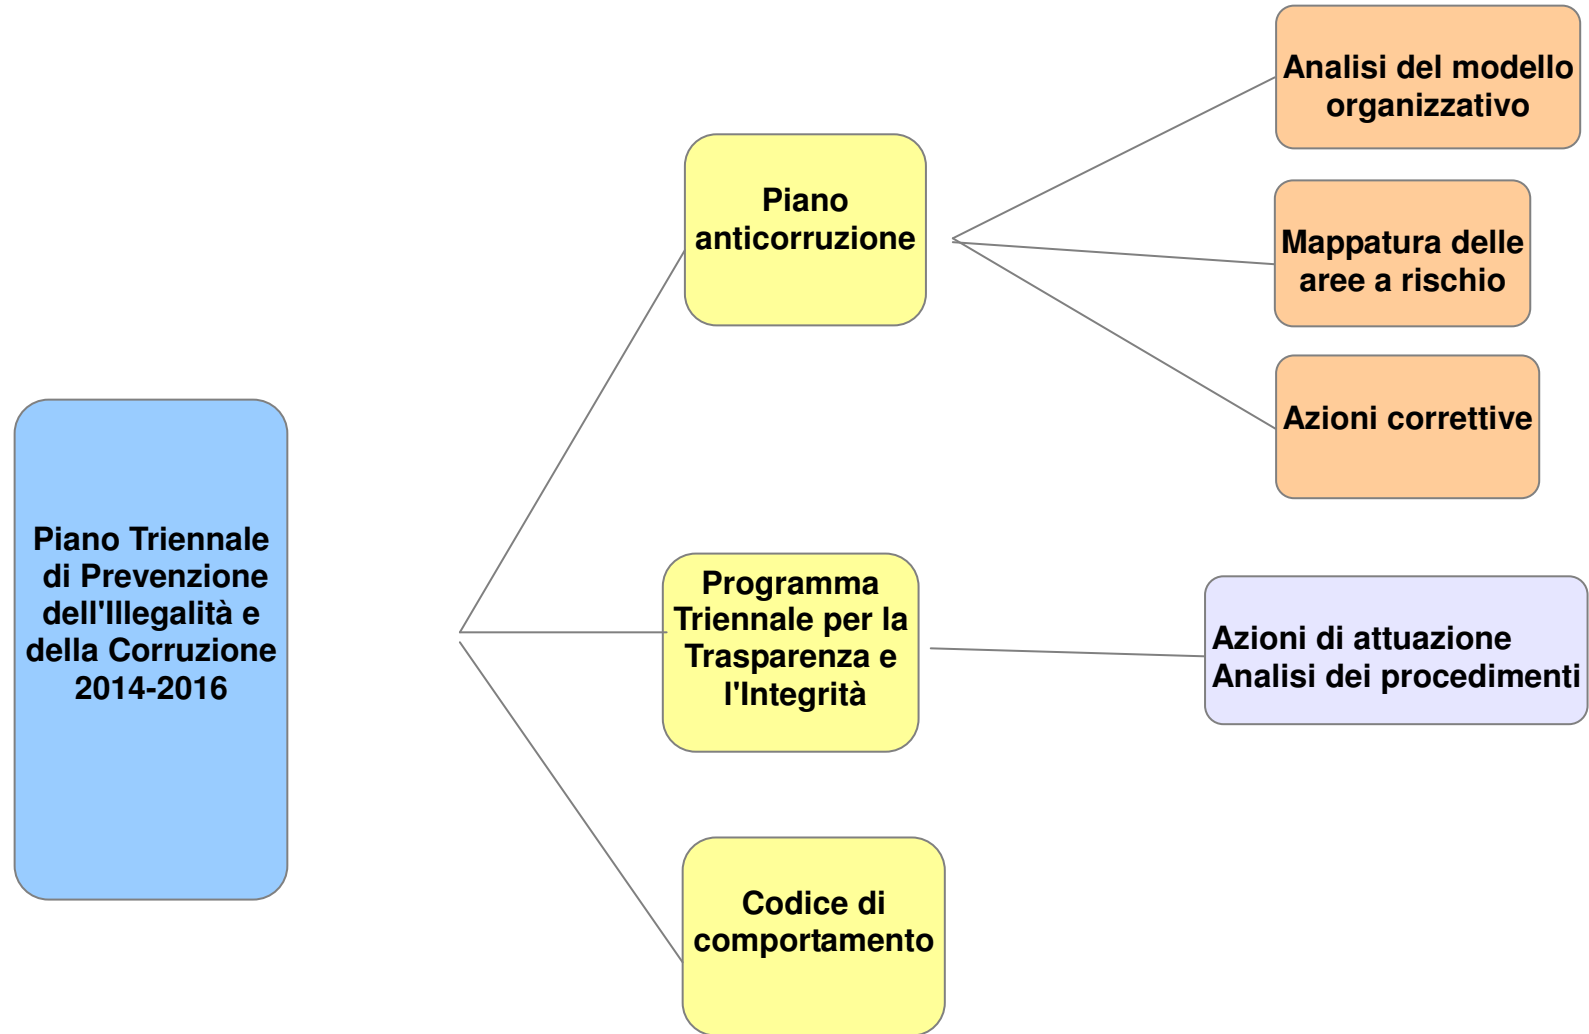 Piano Triennale
di Prevenzione
dell'Illegalità e
della Corruzione
2014-2016
Piano
anticorruzione
Analisi del modello
organizzativo
Mappatura delle
aree a rischio
Azioni correttive
Programma
Triennale per la
Trasparenza e
l'Integrità
Azioni di attuazione
Analisi dei procedimenti
Codice di
comportamento